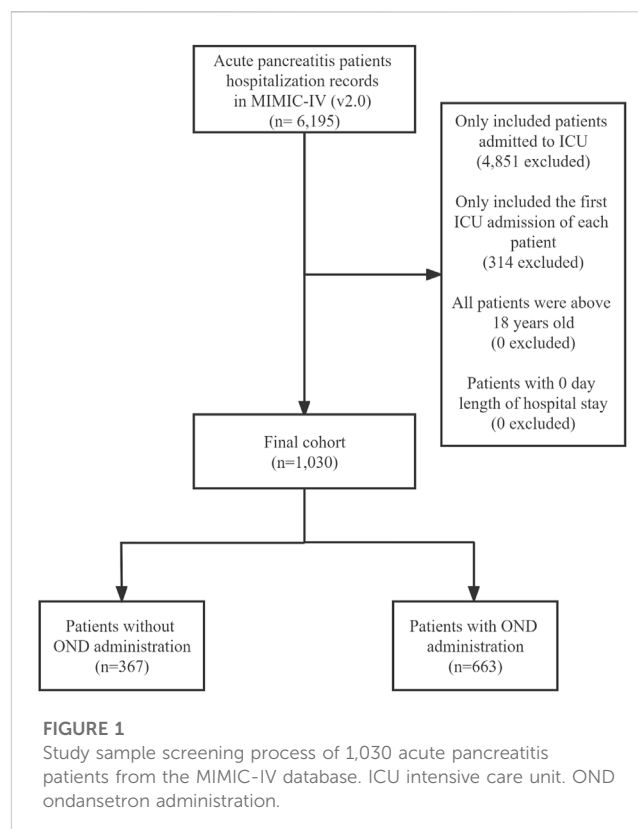 Acute pancreatitis patients
hospitalization records
in MIMIC-IV (v2.0)
(n= 6,195)
Only included patients
admitted to ICU
(4,851 excluded)
Only included the first
ICU admission of each
patient
(314 excluded)
All patients were above
18 years old
(0 excluded)
Patients with 0 day
length of hospital stay
(0 excluded)
Final cohort
(n=1,030)
Patients without
OND administration
(n=367)
Patients with OND
administration
(n=663)
FIGURE 1
Study sample screening process of 1,030 acute pancreatitis
patients from the MIMIC-IV database. ICU intensive care unit. OND
ondansetron administration.